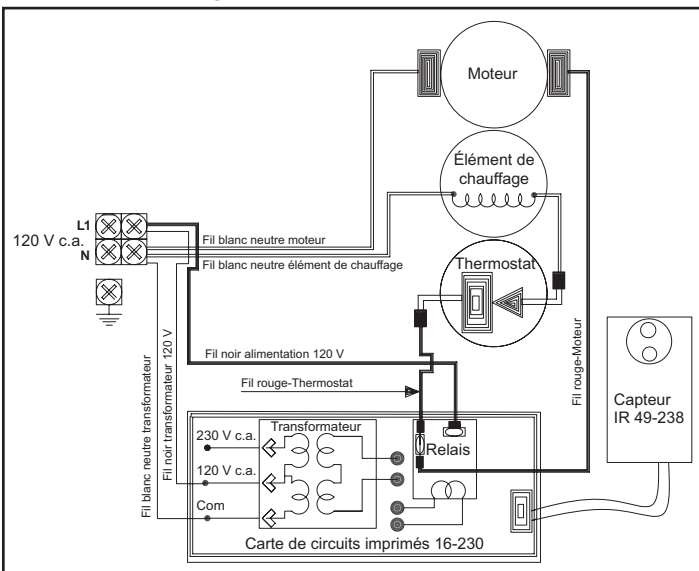 Moteur
Élément de
chauffage
L1
120 V c.a.
N
Fil blanc neutre moteur
Fil blanc neutre élément de chauffage
Thermostat
Fil noir alimentation 120 V
Fil rouge-Thermostat
Fil rouge-Moteur
Fil blanc neutre transformateur
Fil noir transformateur 120 V
Capteur
IR 49-238
Transformateur
230 V c.a.
Relais
120 V c.a.
Com
Carte de circuits imprimés 16-230